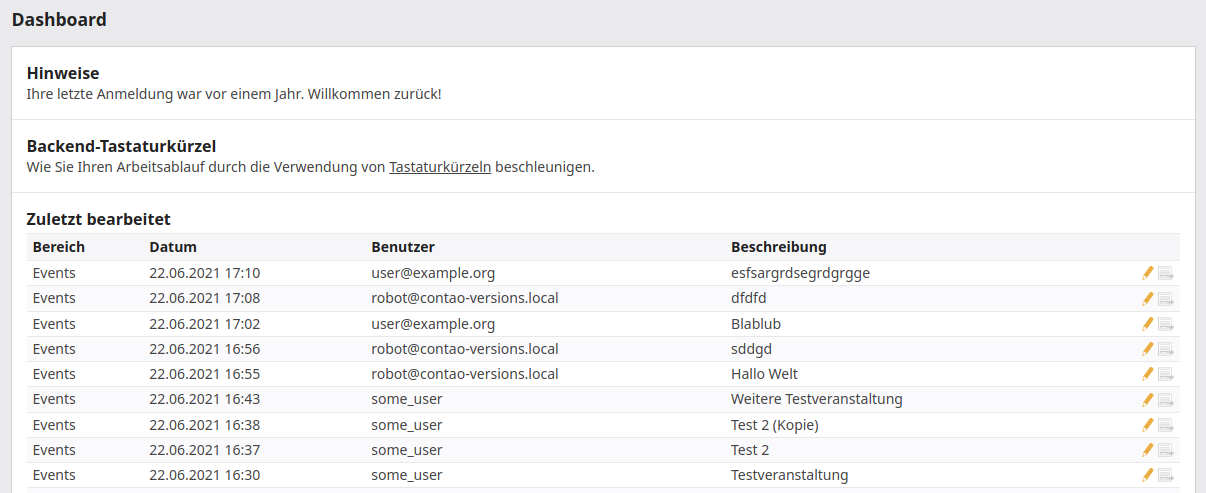 Dashboard
Hinweise
Ihre letzte Anmeldung war vor einem Jahr. Willkommen zurück!
Backend-Tastaturkürzel
Wie Sie Ihren Arbeitsablauf durch die Verwendung von Tastaturkürzeln beschleunigen.
Zuletzt bearbeitet
Bereich Datum Benutzer Beschreibung
Events 22.06.2021 17:10 user@example.org esfsargrdsegrdgrgge
Events 22.06.2021 17:08 robot@contao-versions.local dfdfd
Events 22.06.2021 17:02 user@example.org Blablub
Events 22.06.2021 16:56 robot@contao-versions.local sddgd
Events 22.06.2021 16:55 robot@contao-versions.local Hallo Welt
Events 22.06.2021 16:43 some_user Weitere Testveranstaltung
Events 22.06.2021 16:38 some_user Test 2 (Kopie)
Events 22.06.2021 16:37 some_user Test 2
Events 22.06.2021 16:30 some_user Testveranstaltung